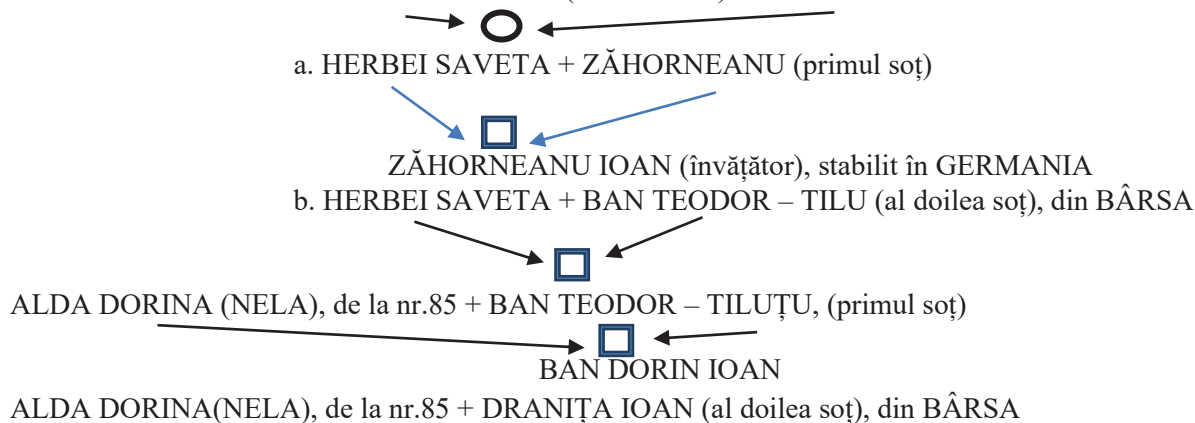 a. HERBEI SAVETA + ZĂHORNEANU (primul soț)
ZĂHORNEANU IOAN (învățător), stabilit în GERMANIA
b. HERBEI SAVETA + BAN TEODOR – TILU (al doilea soț), din BÂRSA
ALDA DORINA (NELA), de la nr.85 + BAN TEODOR – TILUȚU, (primul soț)
BAN DORIN IOAN
ALDA DORINA(NELA), de la nr.85 + DRANIȚA IOAN (al doilea soț), din BÂRSA